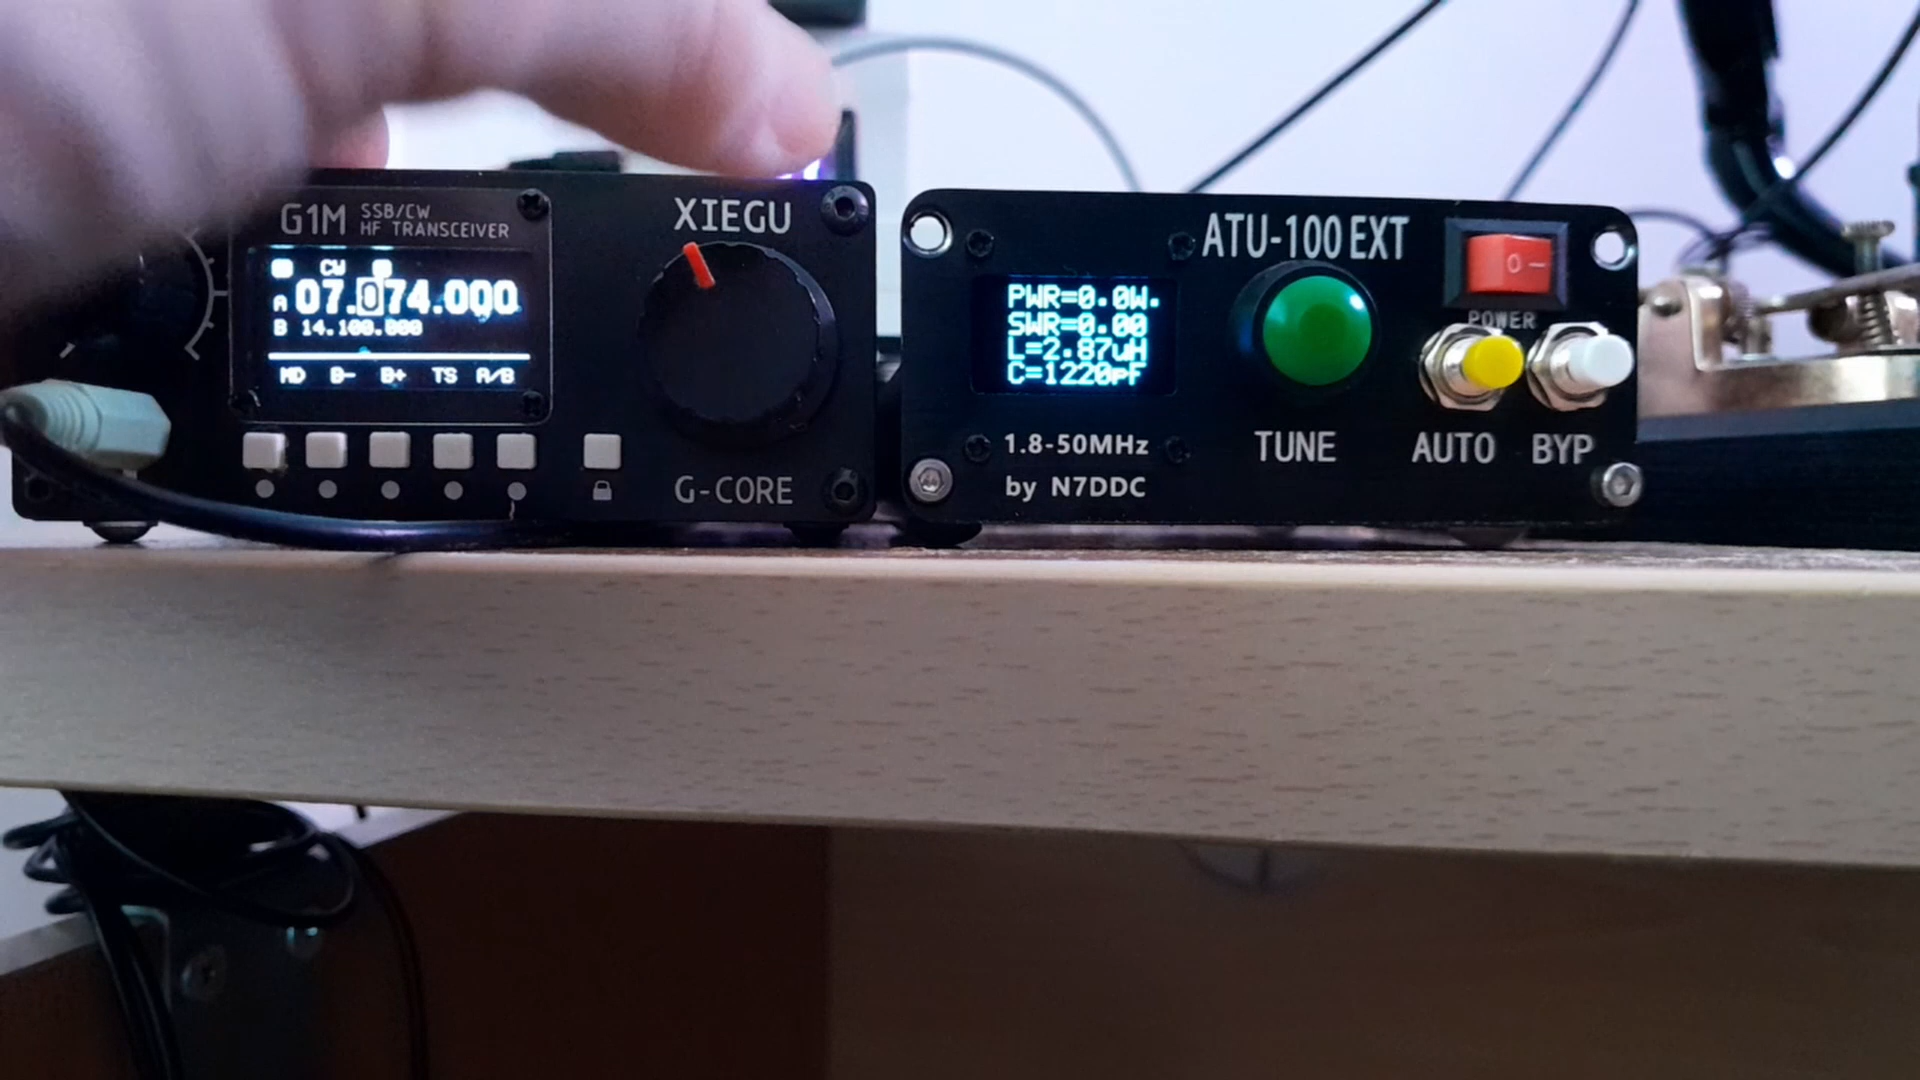 G1M SSB/CW
HF TRANSCEIVER
XIEGU
CW
A 07.074.000
B 14.100.000
MD B- B+ TS A/B
G-CORE
ATU-100 EXT
PWR=0.0W.
SWR=0.00
L=2.87uH
C=1220pF
POWER
TUNE AUTO BYP
1.8-50MHz
by N7DDC